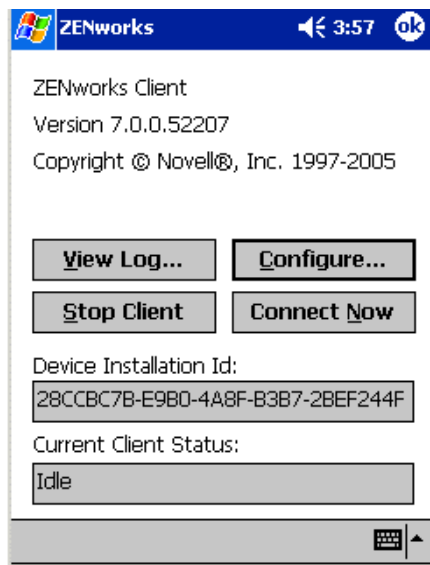 ZENworks 3:57 ok
ZENworks Client
Version 7.0.0.52207
Copyright © Novell®, Inc. 1997-2005
View Log... Configure...
Stop Client Connect Now
Device Installation Id:
28CCBC7B-E9B0-4A8F-B3B7-2BEF244F
Current Client Status:
Idle